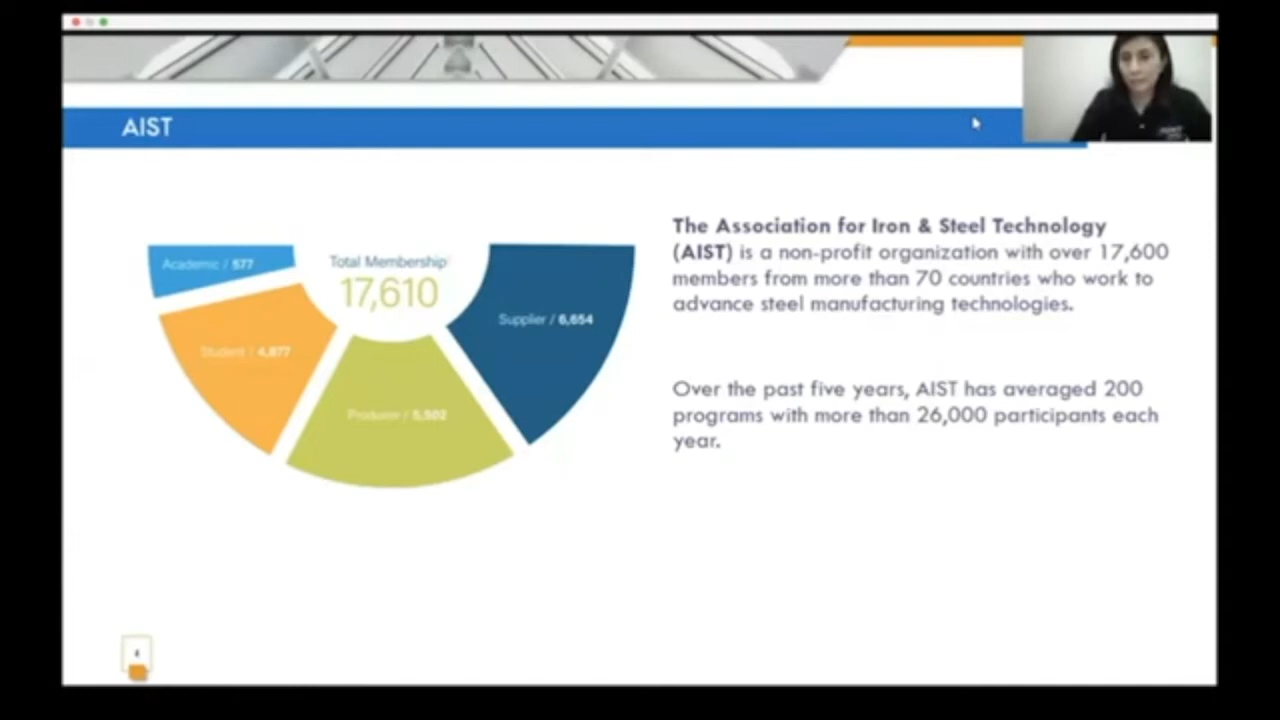 AIST
Academic / 577
Total Membership
17,610
Supplier / 6,654
Student / 4,877
Producer / 5,502
The Association for Iron & Steel Technology
(AIST) is a non-profit organization with over 17,600
members from more than 70 countries who work to
advance steel manufacturing technologies.
Over the past five years, AIST has averaged 200
programs with more than 26,000 participants each
year.